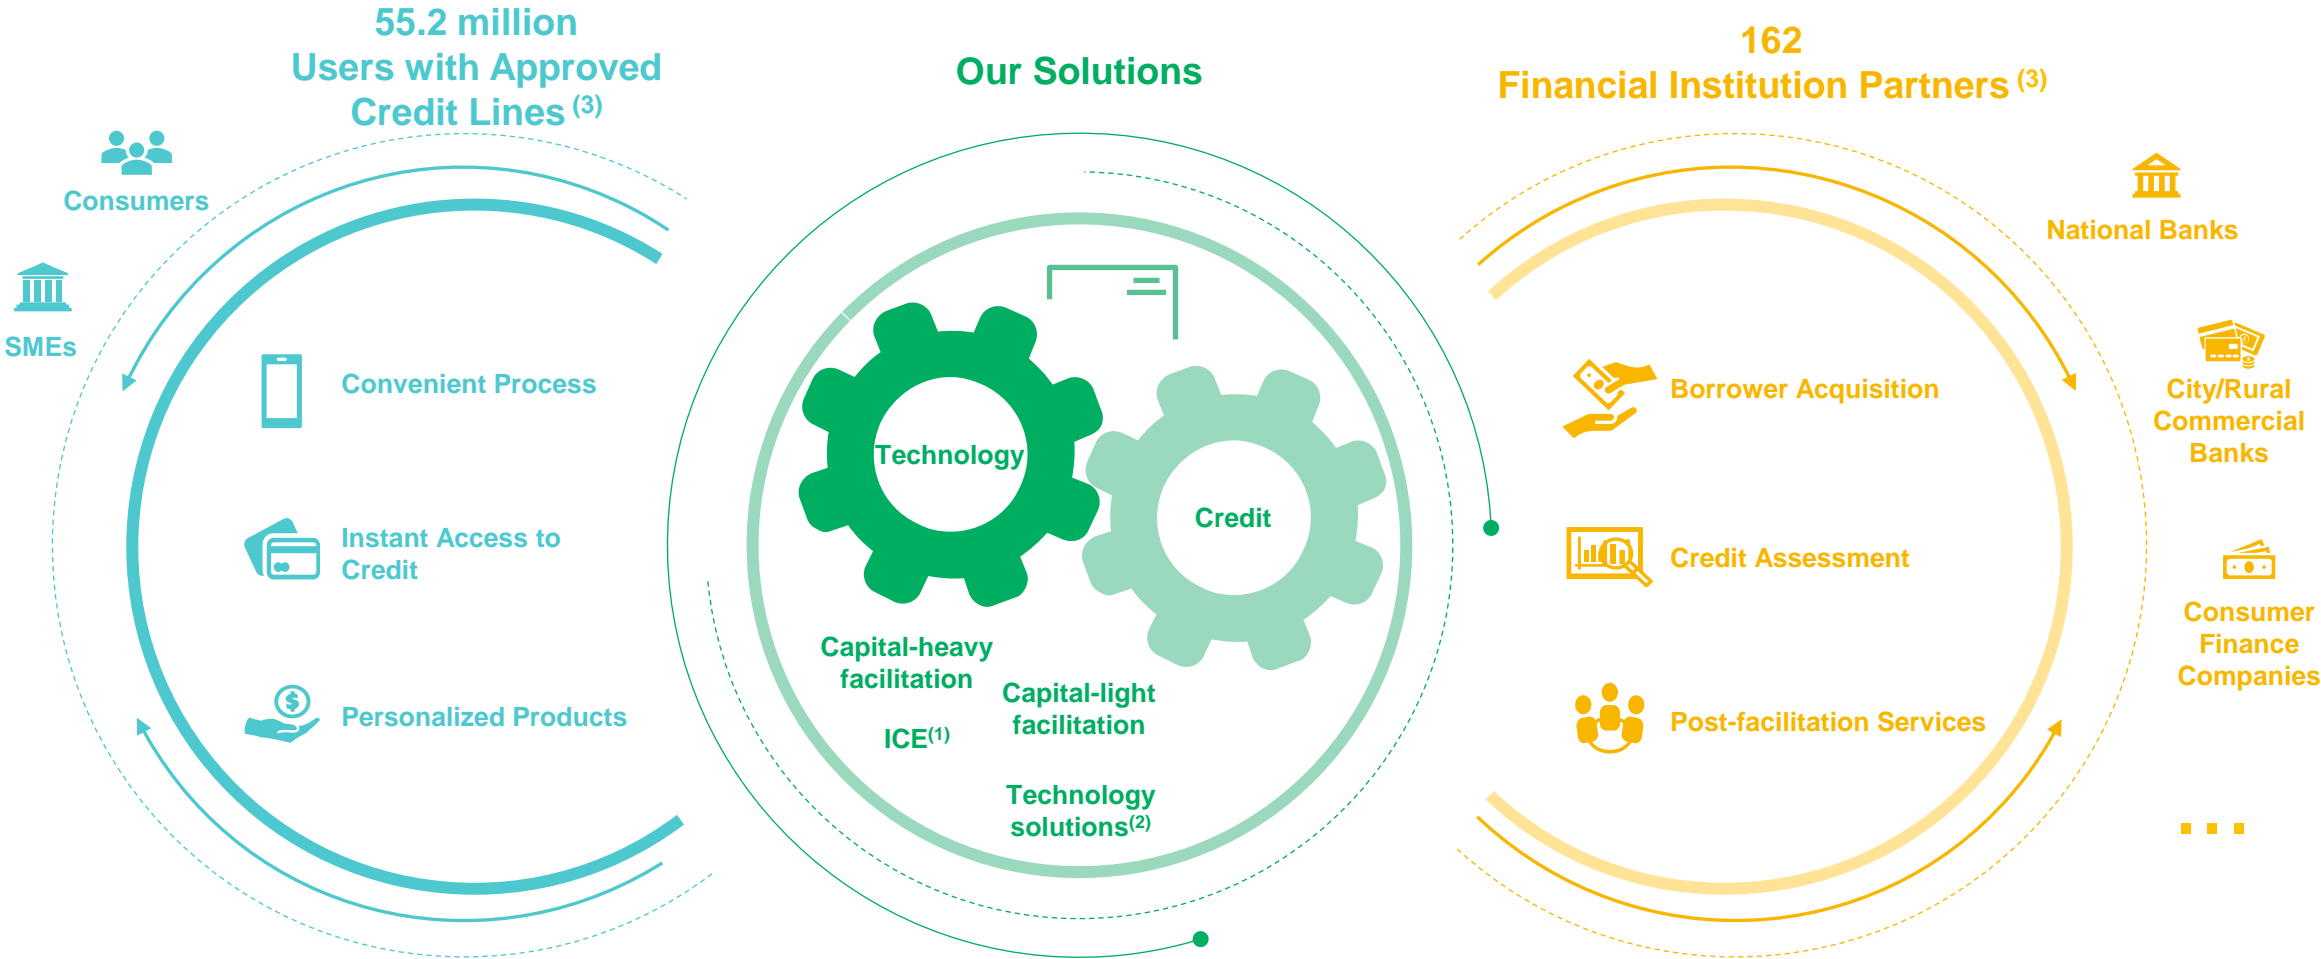 55.2 million
Users with Approved
Credit Lines (3)
Consumers
SMEs
Convenient Process
Instant Access to
Credit
Personalized Products
Our Solutions
Technology
Credit
Capital-heavy
facilitation
Capital-light
facilitation
ICE(1)
Technology
solutions(2)
162
Financial Institution Partners (3)
Borrower Acquisition
Credit Assessment
Post-facilitation Services
National Banks
City/Rural
Commercial
Banks
Consumer
Finance
Companies
...